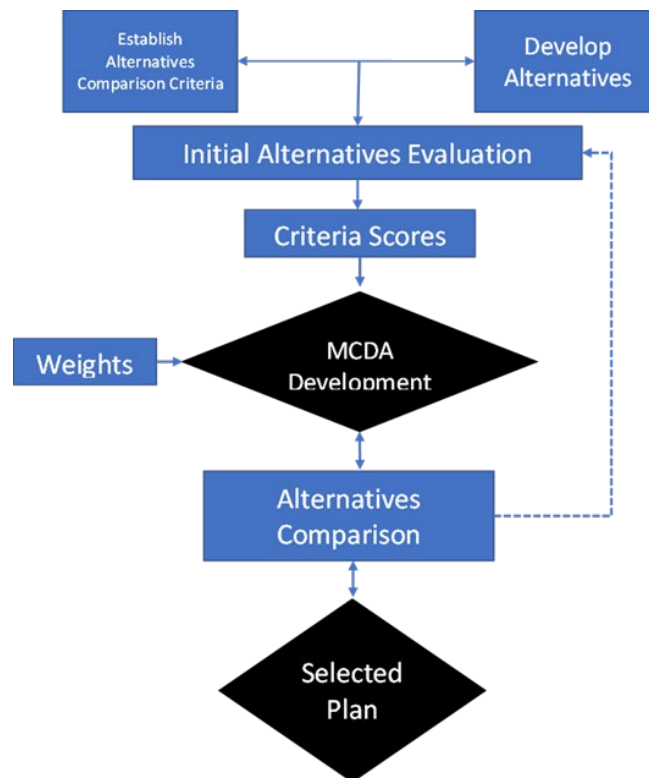 Establish
Alternatives
Comparison Criteria
Develop
Alternatives
Initial Alternatives Evaluation
Criteria Scores
Weights
MCDA
Development
Alternatives
Comparison
Selected
Plan